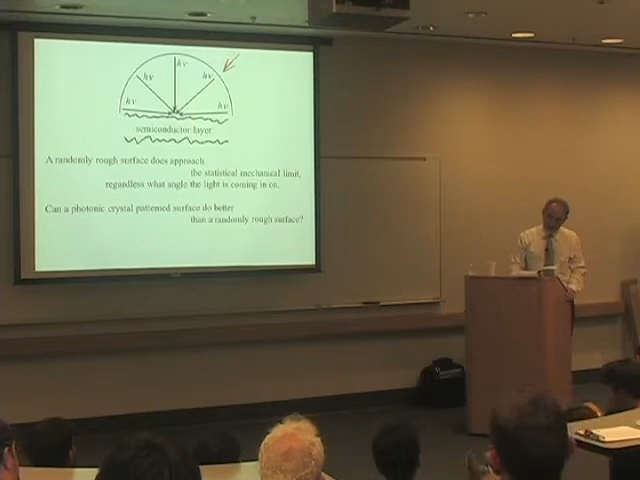 hν
hν
hν
hν
hν
semiconductor layer
A randomly rough surface does approach
the statistical mechanical limit,
regardless what angle the light is coming in on.
Can a photonic crystal patterned surface do better
than a randomly rough surface?